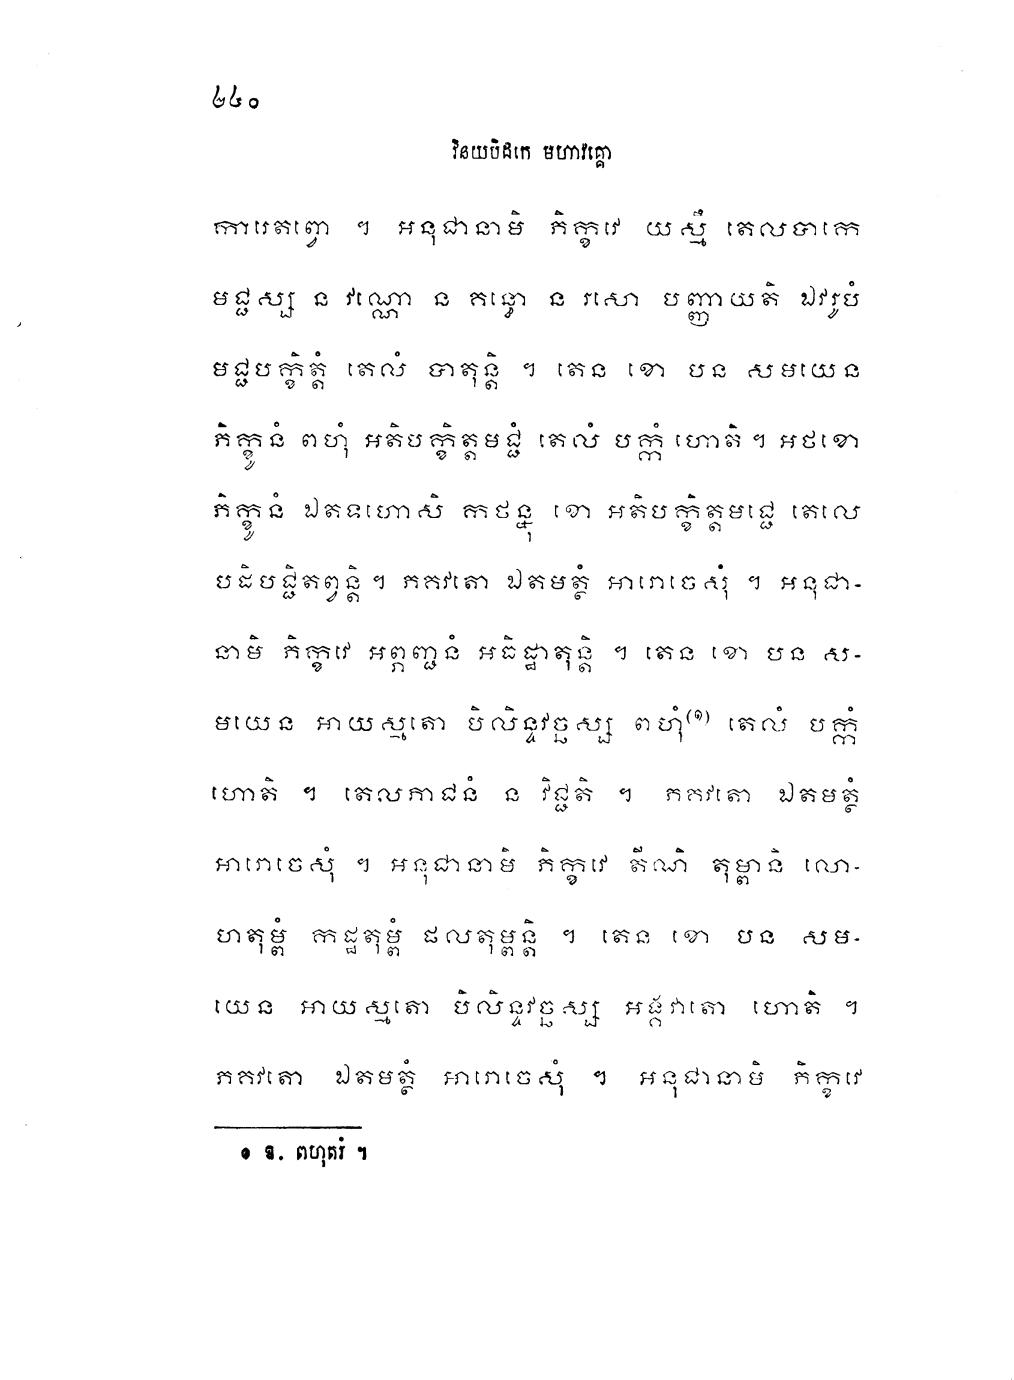 ២៤០
វិនយបិដកេ មហាវគ្គោ
ការេតព្វោ ។ អនុជានាមិ ភិក្ខវេ យស្មឹ តេលបាកេ
មជ្ជស្ស ន វណ្ណោ ន គន្ធោ ន រសោ បញ្ញាយតិ ឯវរូបំ
មជ្ជបក្ខិត្តំ តេលំ បាតុន្តិ ។ តេន ខោ បន សមយេន
ភិក្ខូនំ ពហុំ អតិបក្ខិត្តមជ្ជំ តេលំ បក្កំ ហោតិ ។ អថខោ
ភិក្ខូនំ ឯតទហោសិ កថន្នុ ខោ អតិបក្ខិត្តមជ្ជេ តេលេ
បដិបជ្ជិតព្វន្តិ ។ ភគវតោ ឯតមត្ថំ អារោចេសុំ ។ អនុជា-
នាមិ ភិក្ខវេ អព្ភញ្ជនំ អធិដ្ឋាតុន្តិ ។ តេន ខោ បន ស-
មយេន អាយស្មតោ បិលិន្ទវច្ឆស្ស ពហុំ(១) តេលំ បក្កំ
ហោតិ ។ តេលភាជនំ ន វិជ្ជតិ ។ ភគវតោ ឯតមត្ថំ
អារោចេសុំ ។ អនុជានាមិ ភិក្ខវេ តីណិ តុម្ពានិ លោ-
ហតុម្ពំ កដ្ឋតុម្ពំ ផលតុម្ពន្តិ ។ តេន ខោ បន សម-
យេន អាយស្មតោ បិលិន្ទវច្ឆស្ស អង្គវាតោ ហោតិ ។
ភគវតោ ឯតមត្ថំ អារោចេសុំ ។ អនុជានាមិ ភិក្ខវេ
១ ឱ. ពហុតរំ ។